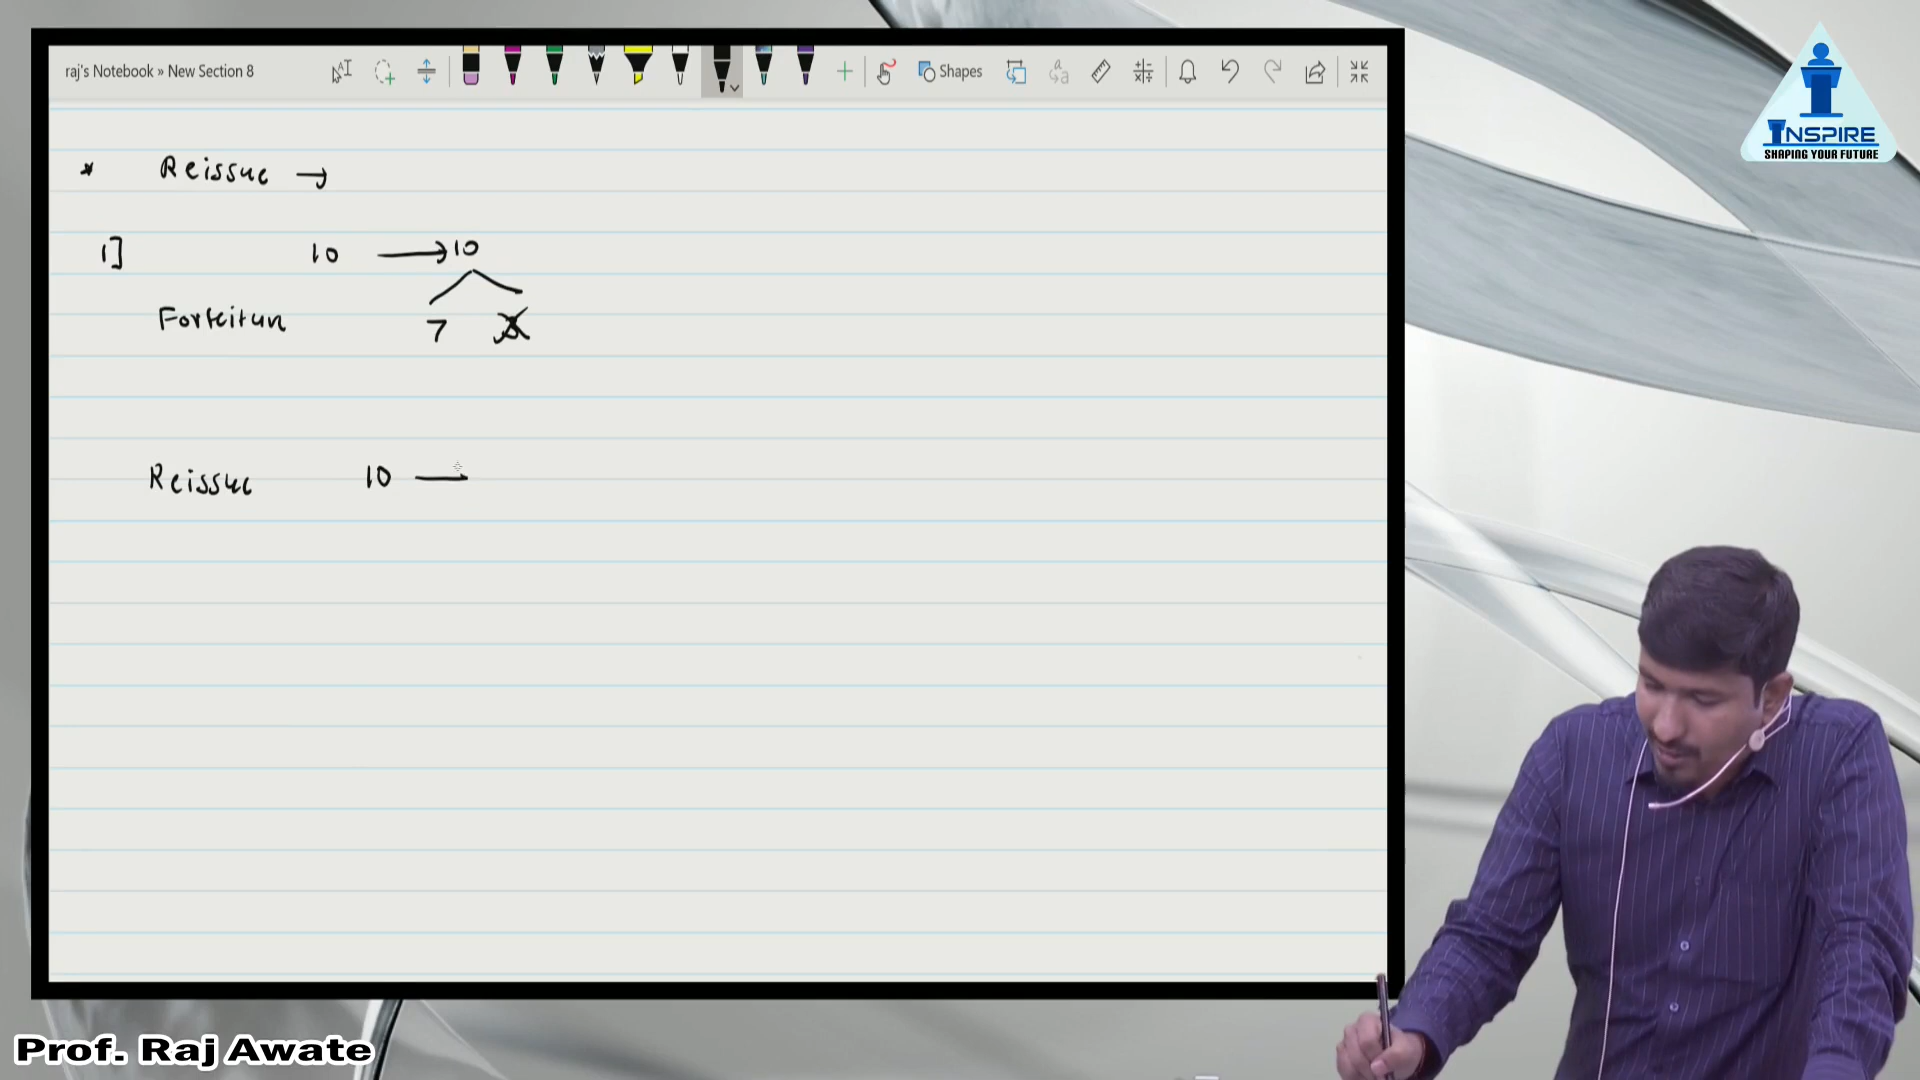 raj's Notebook » New Section 8
Shapes
INSPIRE
SHAPING YOUR FUTURE
* Reissue →
1] 10 → 10
Forfeiture 7
Reissue 10 →
Prof. Raj Awate